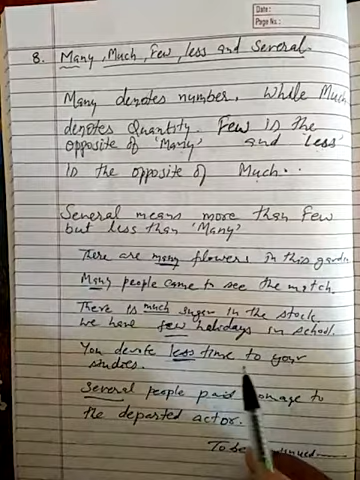 Date:
Page No.:
8. Many, Much, Few, less and Several.
Many denotes number, While Much
denotes Quantity. Few is the
opposite of 'Many' and 'Less'
is the opposite of Much..
Several means more than Few
but less than 'Many'
There are many flowers in this
Many people came to see the match.
There is much sugar in the stock.
We have few holidays in school.
You devote less time to your
studies.
Several people paid to
the departed actor.
To be